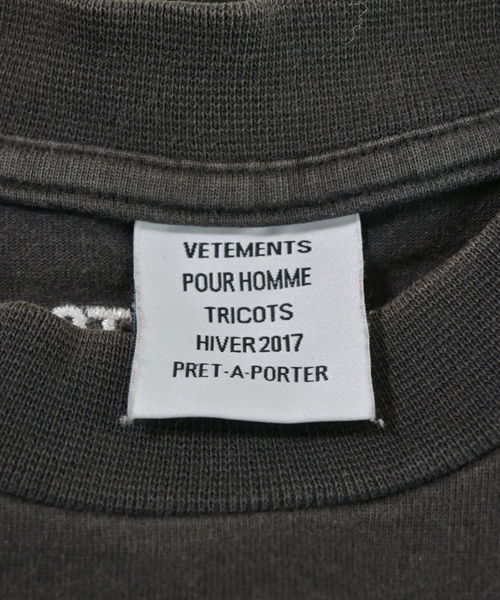 VETEMENTS
POUR HOMME
TRICOTS
HIVER 2017
PRET-A-PORTER